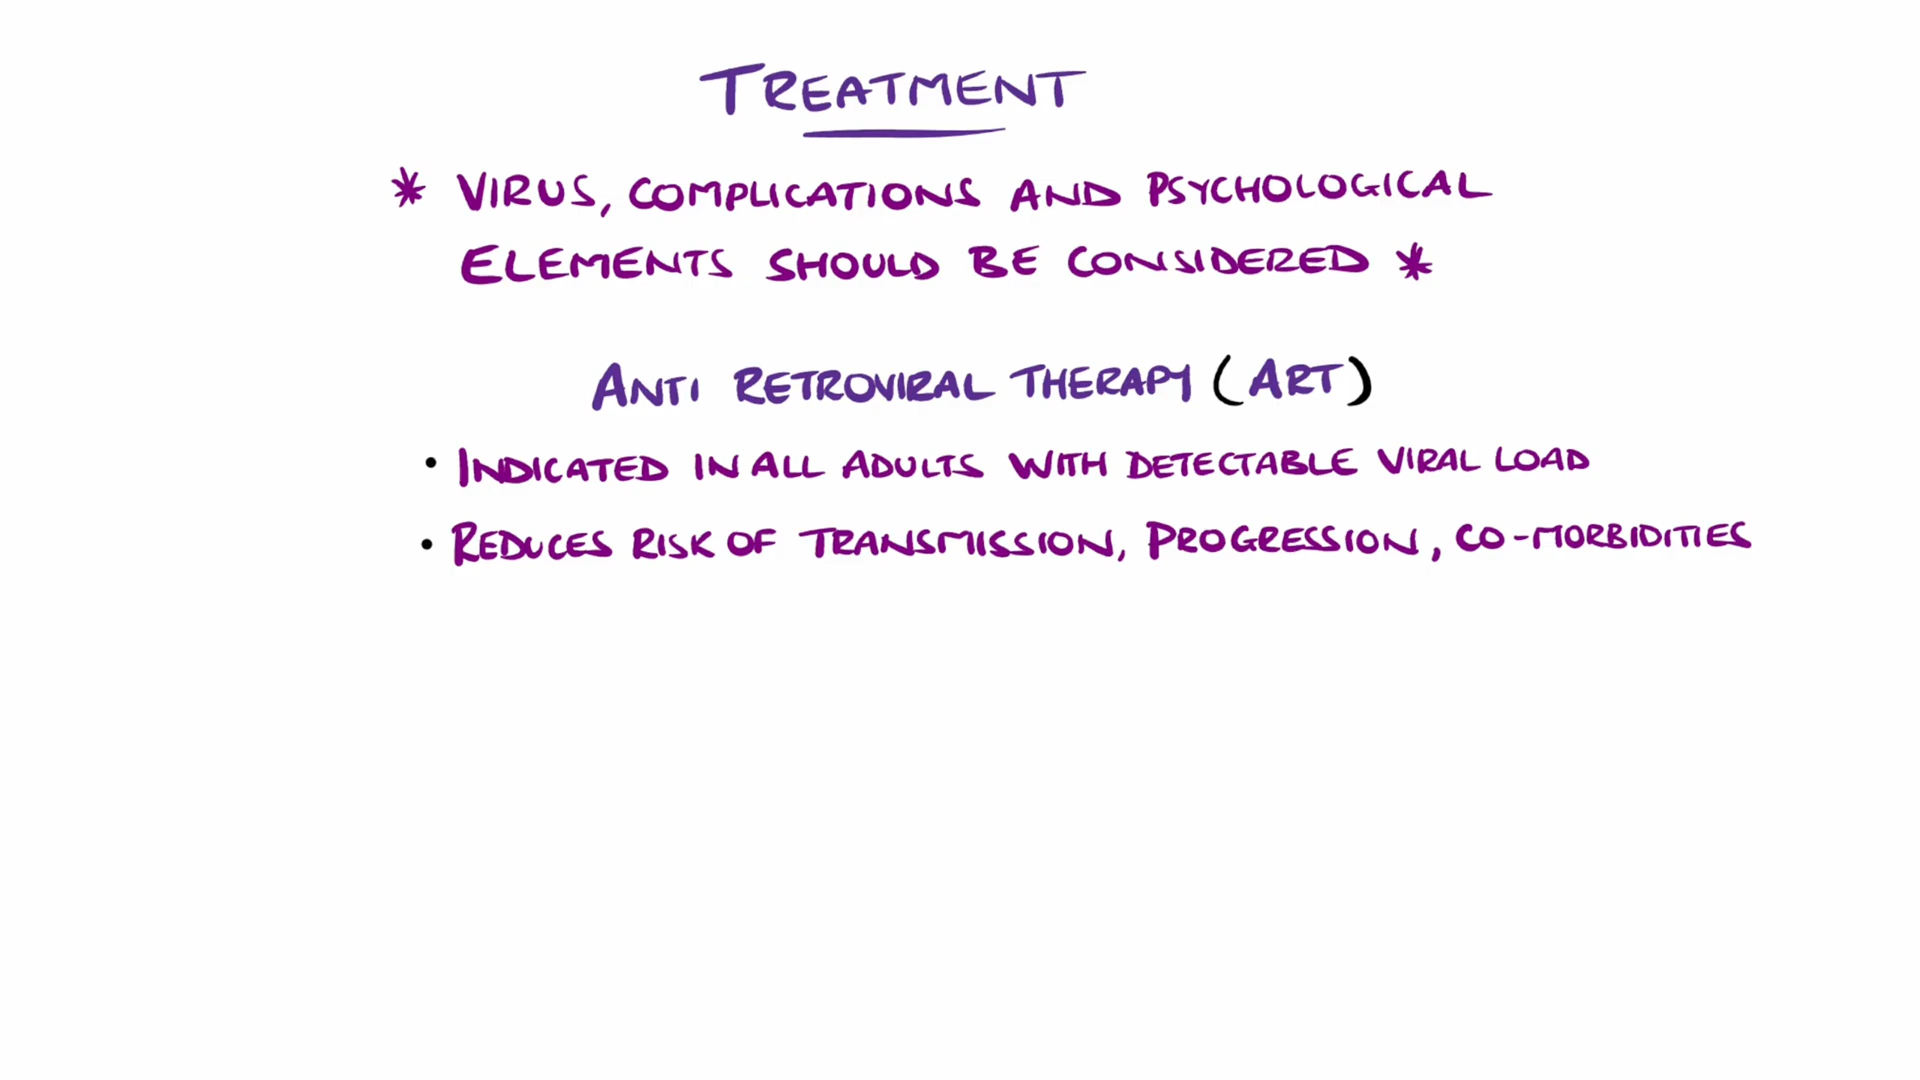 TREATMENT
* VIRUS, COMPLICATIONS AND PSYCHOLOGICAL
ELEMENTS SHOULD BE CONSIDERED *
ANTI RETROVIRAL THERAPY (ART)
• INDICATED IN ALL ADULTS WITH DETECTABLE VIRAL LOAD
• REDUCES RISK OF TRANSMISSION, PROGRESSION, CO-MORBIDITIES